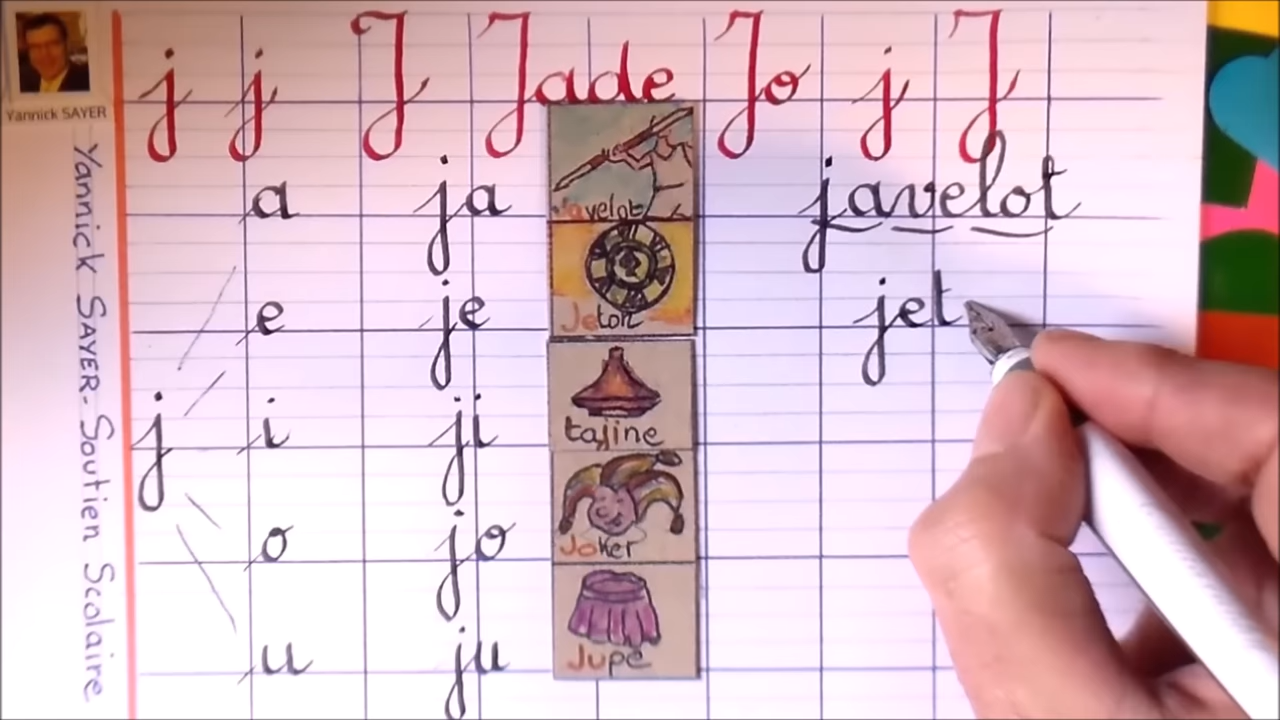 Yannick SAYER
Yannick SAYER - Soutien Scolaire
j j J Jade Jo j J
a ja Javelot javelot
e je Jeton jet
j i ji tajine
o jo Joker
u ju Jupe